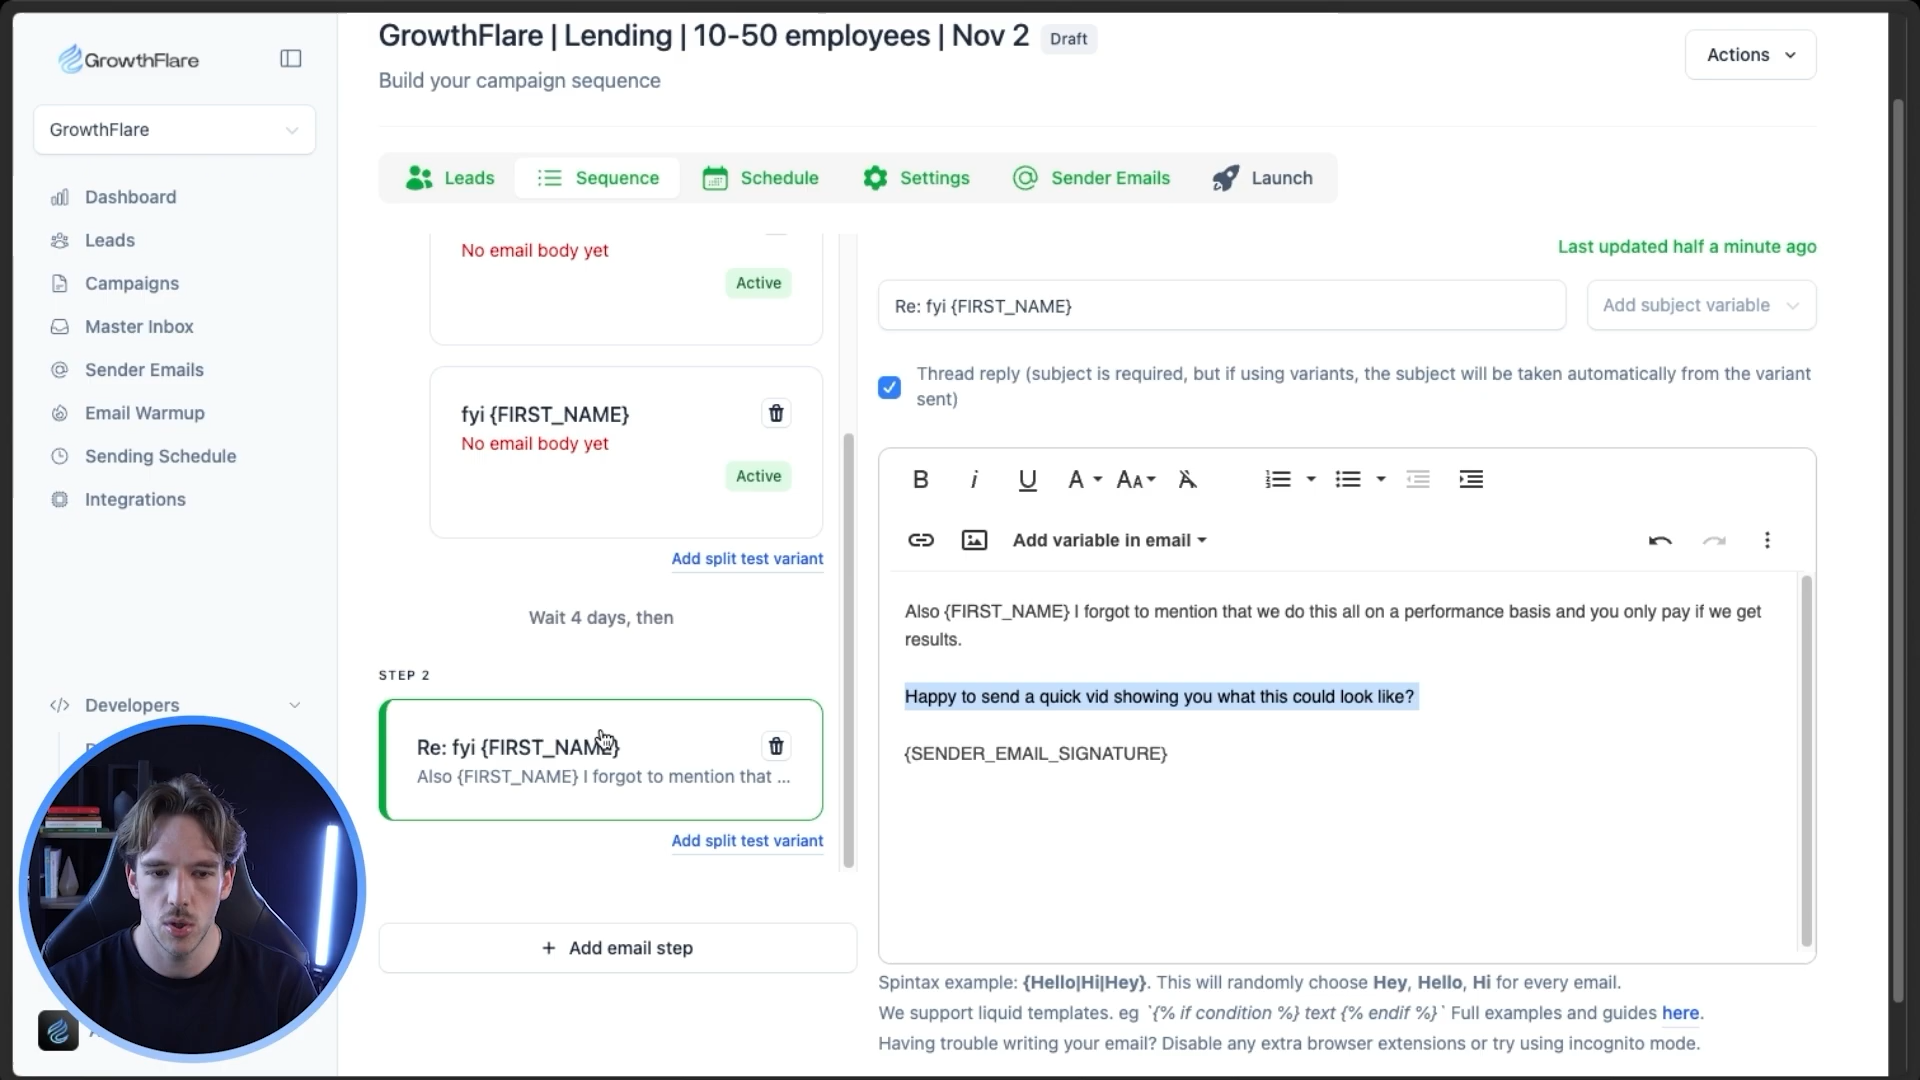 GrowthFlare
GrowthFlare
Dashboard
Leads
Campaigns
Master Inbox
Sender Emails
Email Warmup
Sending Schedule
Integrations
Developers
GrowthFlare | Lending | 10-50 employees | Nov 2
Draft
Build your campaign sequence
Actions
Leads
Sequence
Schedule
Settings
Sender Emails
Launch
No email body yet
Active
fyi {FIRST_NAME}
No email body yet
Active
Add split test variant
Wait 4 days, then
STEP 2
Re: fyi {FIRST_NAME}
Also {FIRST_NAME} I forgot to mention that ...
Add split test variant
+ Add email step
Last updated half a minute ago
Re: fyi {FIRST_NAME}
Add subject variable
Thread reply (subject is required, but if using variants, the subject will be taken automatically from the variant
sent)
Add variable in email
Also {FIRST_NAME} I forgot to mention that we do this all on a performance basis and you only pay if we get
results.
Happy to send a quick vid showing you what this could look like?
{SENDER_EMAIL_SIGNATURE}
Spintax example: {Hello|Hi|Hey}. This will randomly choose Hey, Hello, Hi for every email.
We support liquid templates. eg `{% if condition %} text {% endif %}` Full examples and guides here.
Having trouble writing your email? Disable any extra browser extensions or try using incognito mode.